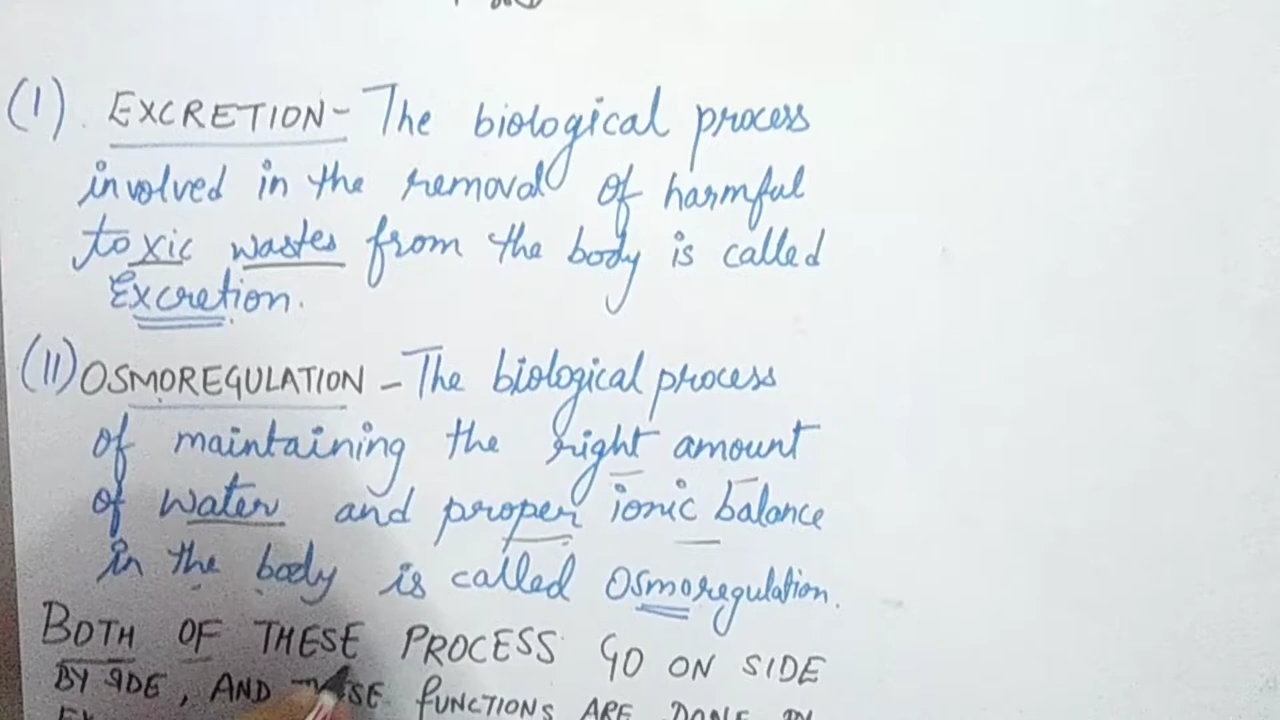 (I). EXCRETION- The biological process
involved in the removal of harmful
toxic wastes from the body is called
Excretion.
(II) OSMOREGULATION - The biological process
of maintaining the right amount
of water and proper ionic balance
in the body is called Osmoregulation.
BOTH OF THESE PROCESS GO ON SIDE
BY SIDE, AND THESE FUNCTIONS ARE DONE